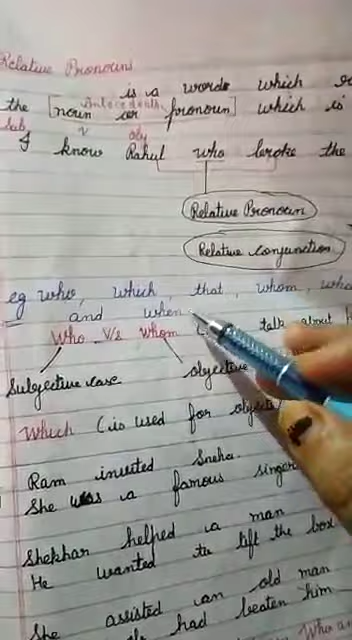 Relative Pronouns
is a words which
Antecedent
the [noun or pronoun] which is
Sub V obj
I know Rahul who broke the
Relative Pronoun
Relative Conjunction
eg who, which, that, whom,
and when
Who V/s Whom talk about
Subjective case objective
Which (is used for objects)
Ram invited Sneha.
She was a famous singer
Shekhar helped a man
He wanted to lift the box
She assisted an old man
had beaten him